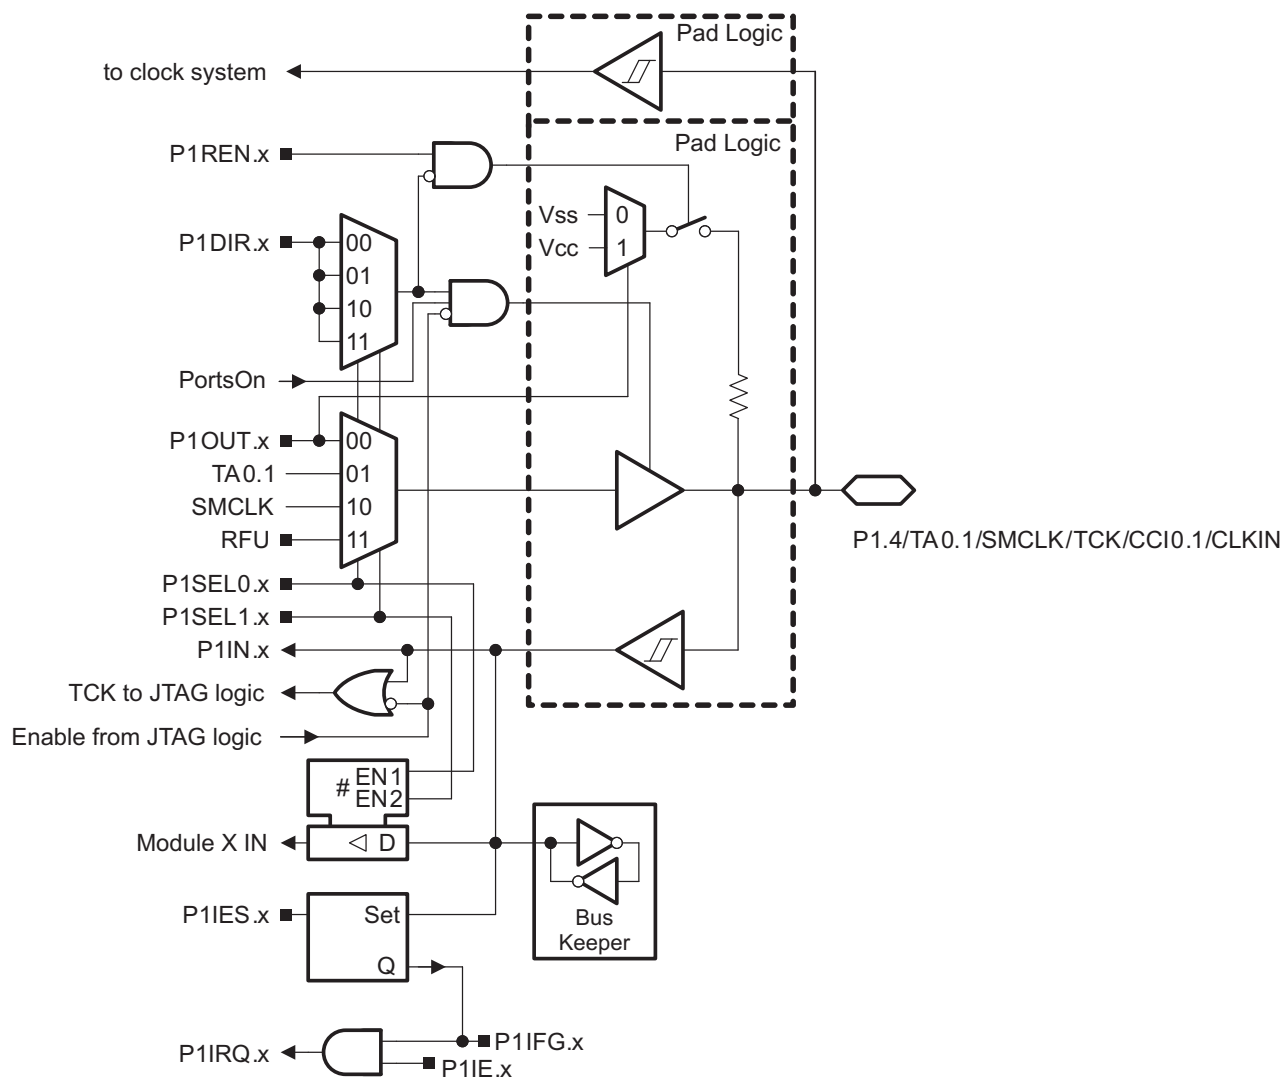 Pad Logic
to clock system
Pad Logic
P1REN.x
Vss
0
Vcc
1
P1DIR.x
00
01
10
11
PortsOn
P1OUT.x
00
TA0.1
01
SMCLK
10
RFU
11
P1.4/TA0.1/SMCLK/TCK/CCI0.1/CLKIN
P1SEL0.x
P1SEL1.x
P1IN.x
TCK to JTAG logic
Enable from JTAG logic
# EN1
EN2
Module X IN
D
P1IES.x
Set
Q
Bus
Keeper
P1IRQ.x
P1IFG.x
P1IE.x